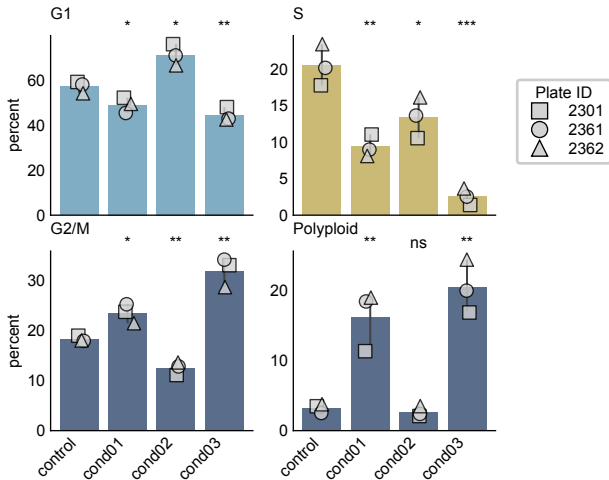 G1
* * **
percent
60
40
20
0
S
** * ***
20
15
10
5
0
Plate ID
2301
2361
2362
G2/M
* ** **
percent
30
20
10
0
control cond01 cond02 cond03
Polyploid
** ns **
20
10
0
control cond01 cond02 cond03